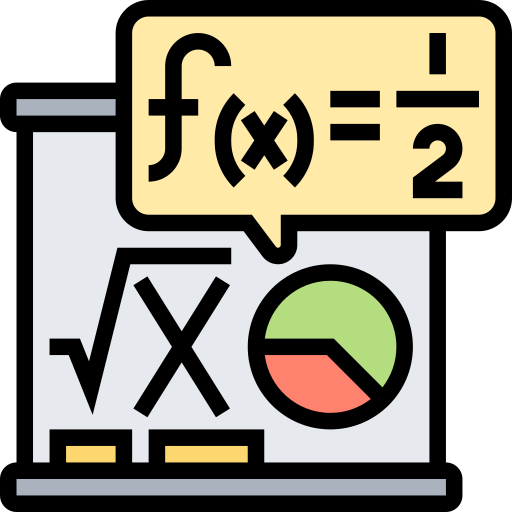 f(x) = 1/2
√x